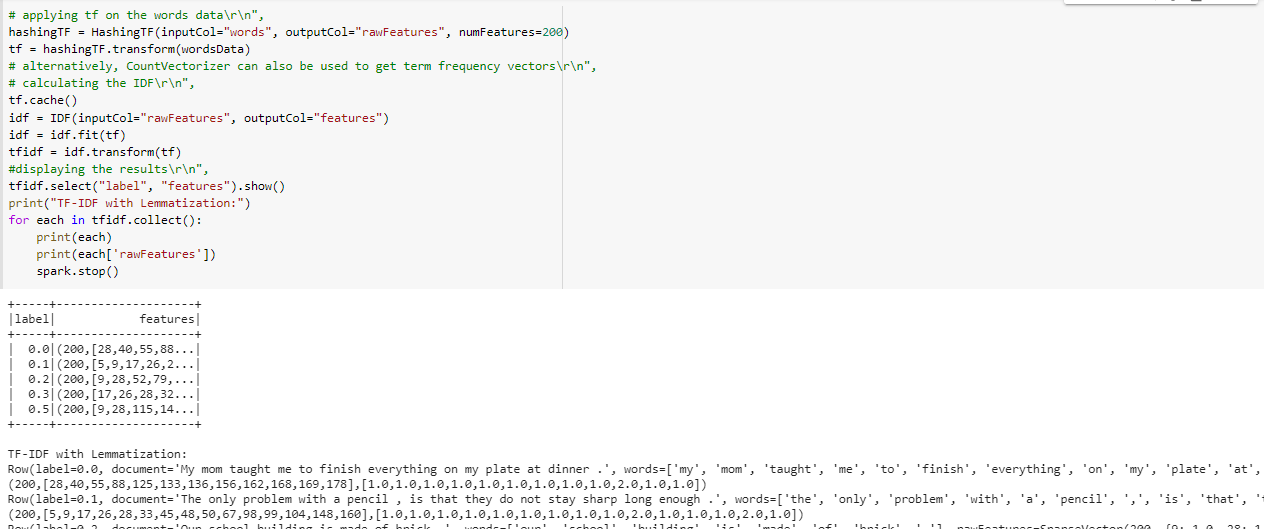 # applying tf on the words data\r\n",
hashingTF = HashingTF(inputCol="words", outputCol="rawFeatures", numFeatures=200)
tf = hashingTF.transform(wordsData)
# alternatively, CountVectorizer can also be used to get term frequency vectors\r\n",
# calculating the IDF\r\n",
tf.cache()
idf = IDF(inputCol="rawFeatures", outputCol="features")
idf = idf.fit(tf)
tfidf = idf.transform(tf)
#displaying the results\r\n",
tfidf.select("label", "features").show()
print("TF-IDF with Lemmatization:")
for each in tfidf.collect():
    print(each)
    print(each['rawFeatures'])
    spark.stop()
+-----+--------------------+
|label|            features|
+-----+--------------------+
|  0.0|(200,[28,40,55,88...|
|  0.1|(200,[5,9,17,26,2...|
|  0.2|(200,[9,28,52,79,...|
|  0.3|(200,[17,26,28,32...|
|  0.5|(200,[9,28,115,14...|
+-----+--------------------+
TF-IDF with Lemmatization:
Row(label=0.0, document='My mom taught me to finish everything on my plate at dinner .', words=['my', 'mom', 'taught', 'me', 'to', 'finish', 'everything', 'on', 'my', 'plate', 'at',
(200,[28,40,55,88,125,133,136,156,162,168,169,178],[1.0,1.0,1.0,1.0,1.0,1.0,1.0,1.0,1.0,2.0,1.0,1.0])
Row(label=0.1, document='The only problem with a pencil , is that they do not stay sharp long enough .', words=['the', 'only', 'problem', 'with', 'a', 'pencil', ',', 'is', 'that',
(200,[5,9,17,26,28,33,45,48,50,67,98,99,104,148,160],[1.0,1.0,1.0,1.0,1.0,1.0,1.0,1.0,2.0,1.0,1.0,1.0,1.0,2.0,1.0])
Row(label=0.2, document='Our school building is made of brick .', words=['our', 'school', 'building', 'is', 'made', 'of', 'brick', '.'], rawFeatures=SparseVector(200, {9: 1.0, 28: 1